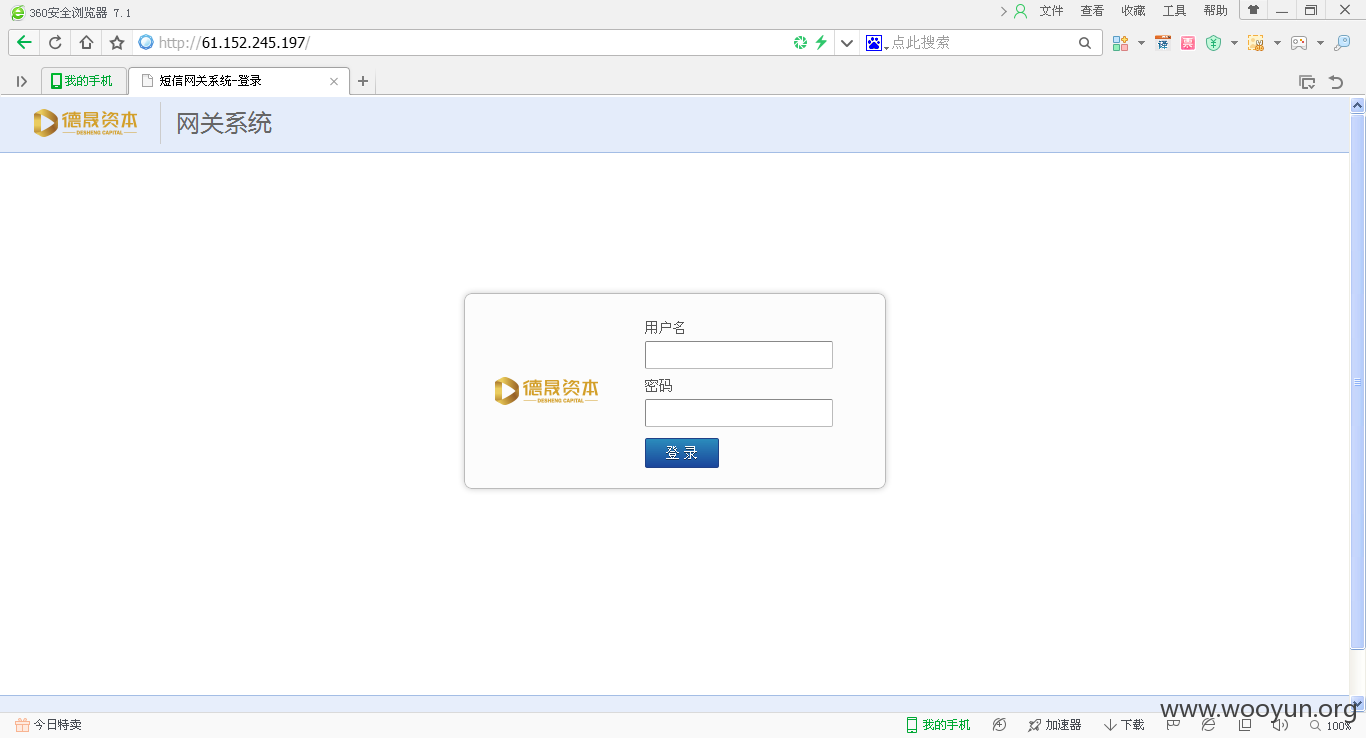 360安全浏览器 7.1
文件 查看 收藏 工具 帮助
http://61.152.245.197/
点此搜索
译
票
我的手机
短信网关系统-登录
德晟资本
DESHENG CAPITAL
网关系统
用户名
德晟资本
DESHENG CAPITAL
密码
登 录
www.wooyun.org
今日特卖
我的手机
加速器
下载
100%